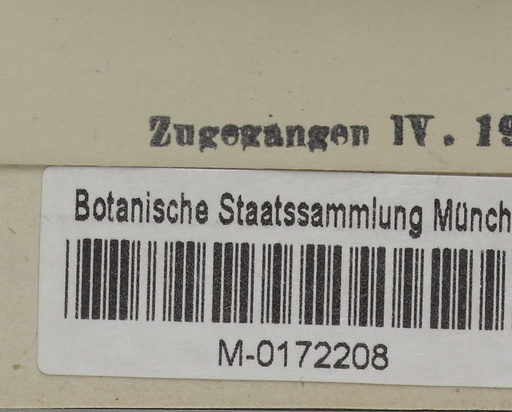 Zugegangen IV. 19
Botanische Staatssammlung Münch
M-0172208